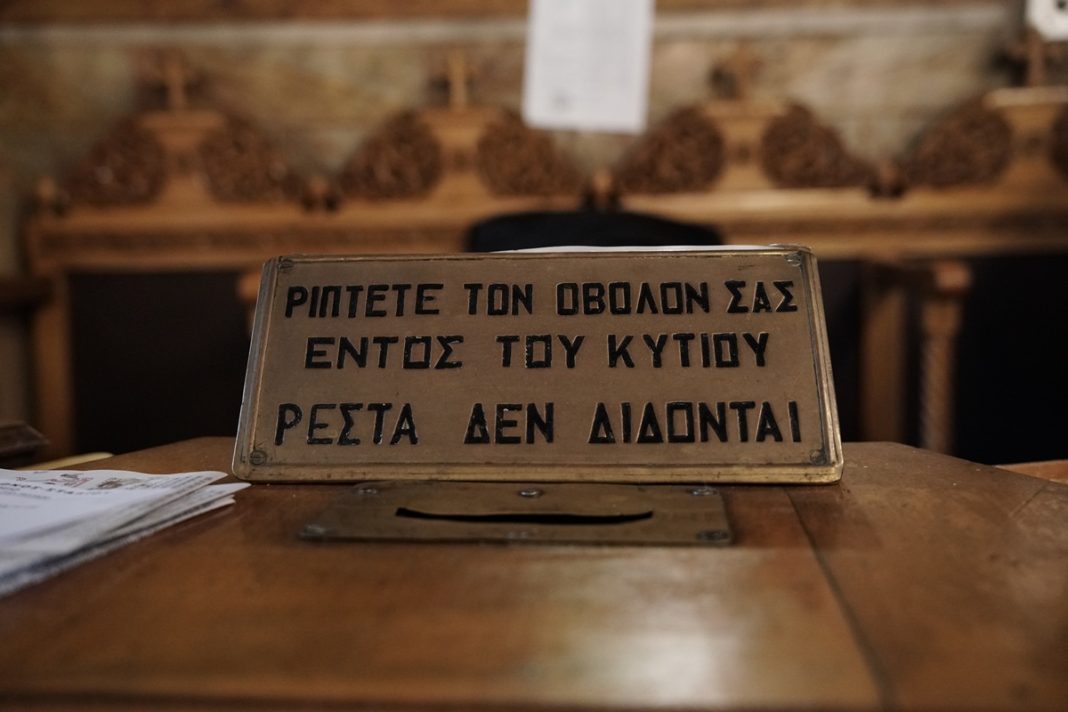 ΡΙΠΤΕΤΕ ΤΟΝ ΟΒΟΛΟΝ ΣΑΣ
ΕΝΤΟΣ ΤΟΥ ΚΥΤΙΟΥ
ΡΕΣΤΑ ΔΕΝ ΔΙΔΟΝΤΑΙ